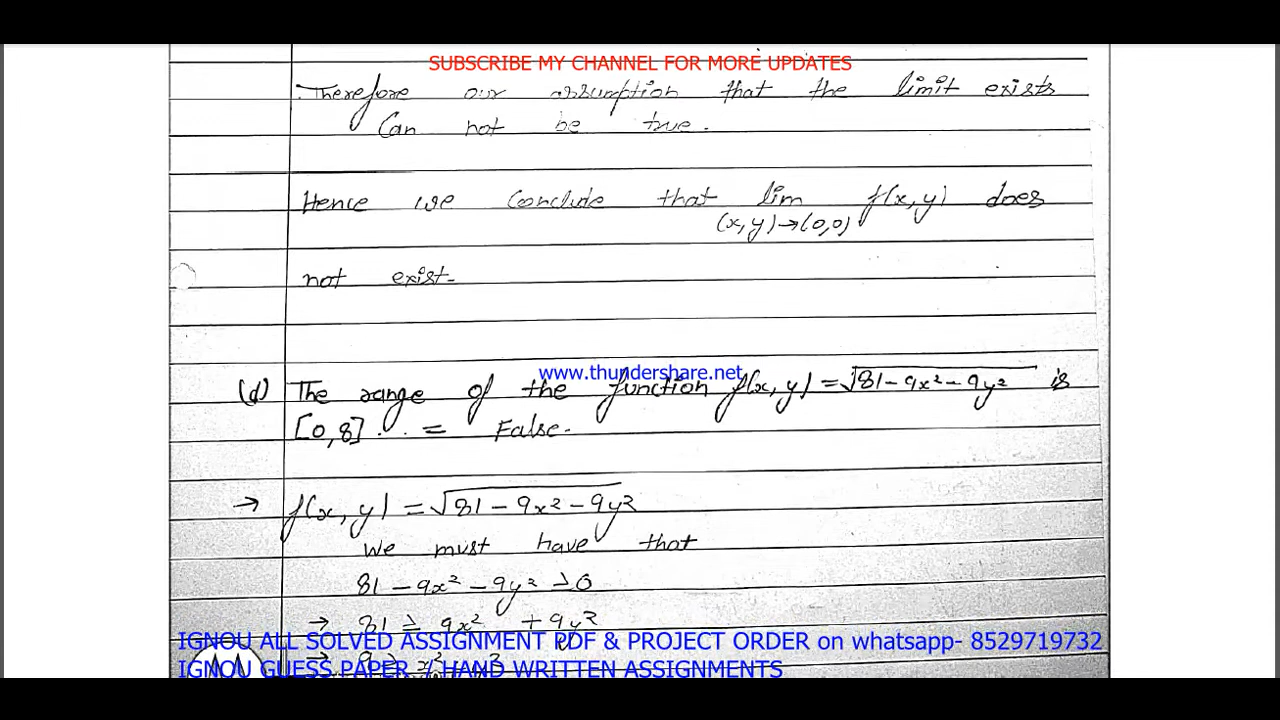 SUBSCRIBE MY CHANNEL FOR MORE UPDATES
Therefore our assumption that the limit exists
Can not be true.
Hence we conclude that lim f(x,y) does
(x,y)→(0,0)
not exist.
www.thundershare.net
(d) The range of the function f(x,y) = √81-9x²-9y² is
[0,8] .. = False.
→ f(x,y) = √81-9x²-9y²
We must have that
81-9x²-9y² ≥0
→ 81 ≥ 9x² + 9y²
IGNOU ALL SOLVED ASSIGNMENT PDF & PROJECT ORDER on whatsapp- 8529719732
IGNOU GUESS PAPER / HAND WRITTEN ASSIGNMENTS